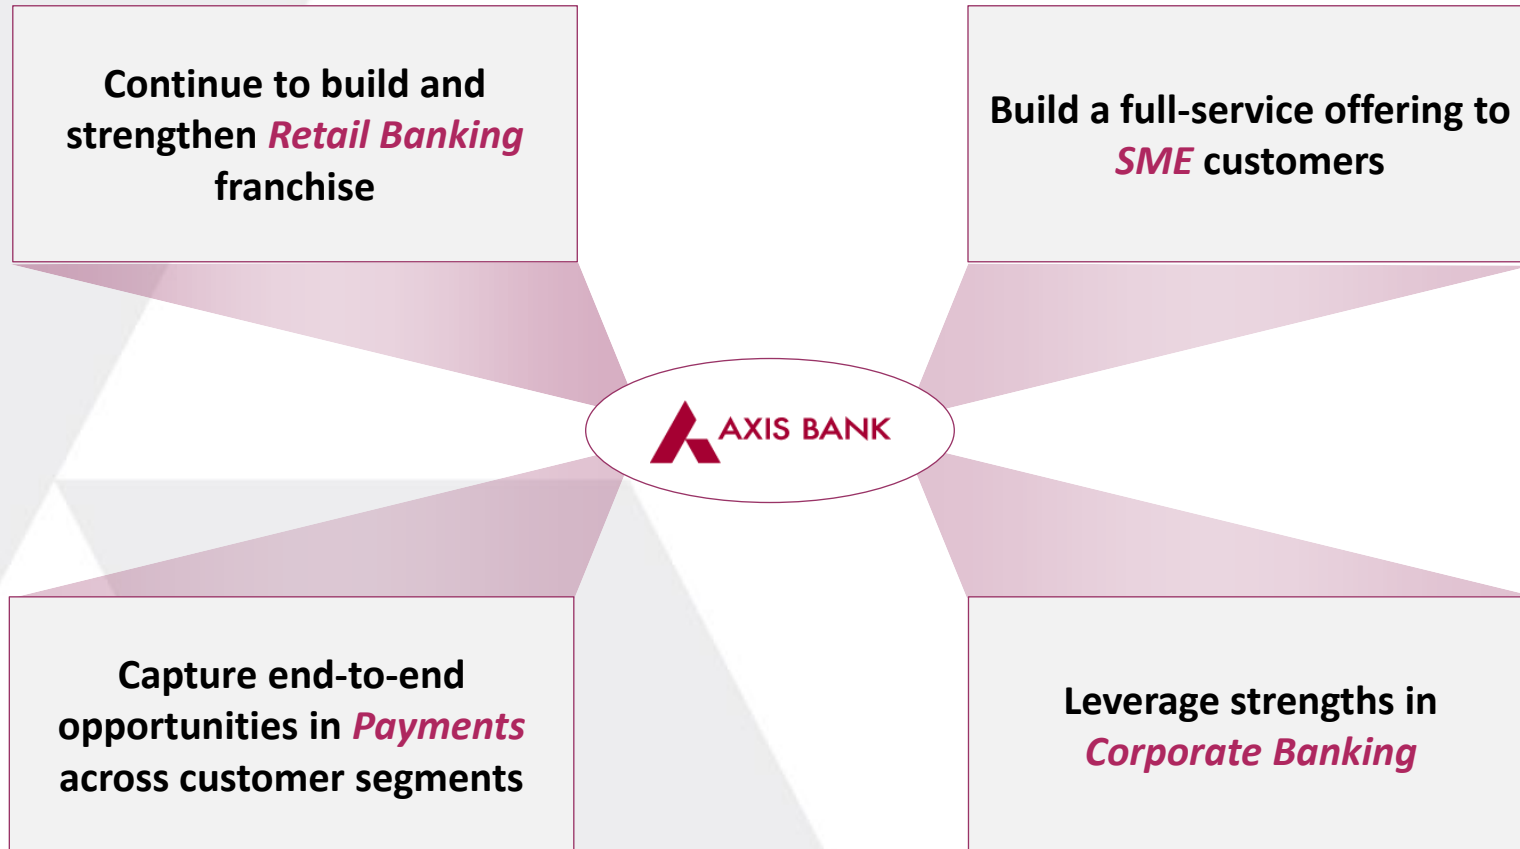 Continue to build and
strengthen Retail Banking
franchise
Build a full-service offering to
SME customers
AXIS BANK
Capture end-to-end
opportunities in Payments
across customer segments
Leverage strengths in
Corporate Banking